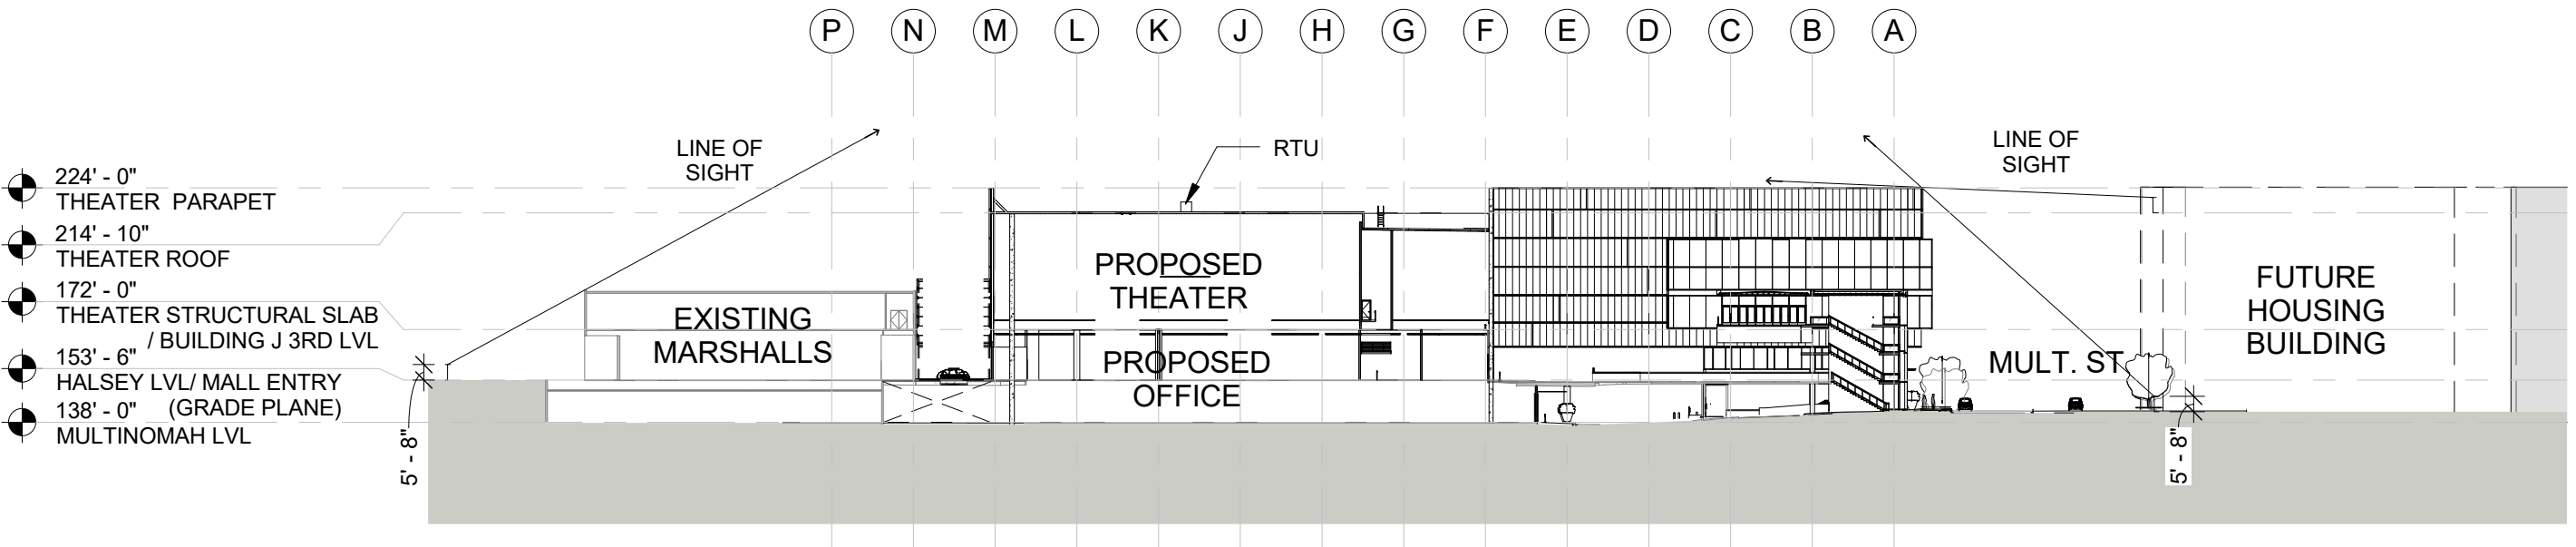 P N M L K J H G F E D C B A
LINE OF
SIGHT
RTU
LINE OF
SIGHT
224' - 0"
THEATER PARAPET
214' - 10"
THEATER ROOF
172' - 0"
THEATER STRUCTURAL SLAB
/ BUILDING J 3RD LVL
153' - 6"
HALSEY LVL/ MALL ENTRY
(GRADE PLANE)
138' - 0"
MULTINOMAH LVL
5' - 8"
EXISTING
MARSHALLS
PROPOSED
THEATER
PROPOSED
OFFICE
MULT. ST
FUTURE
HOUSING
BUILDING
5' - 8"